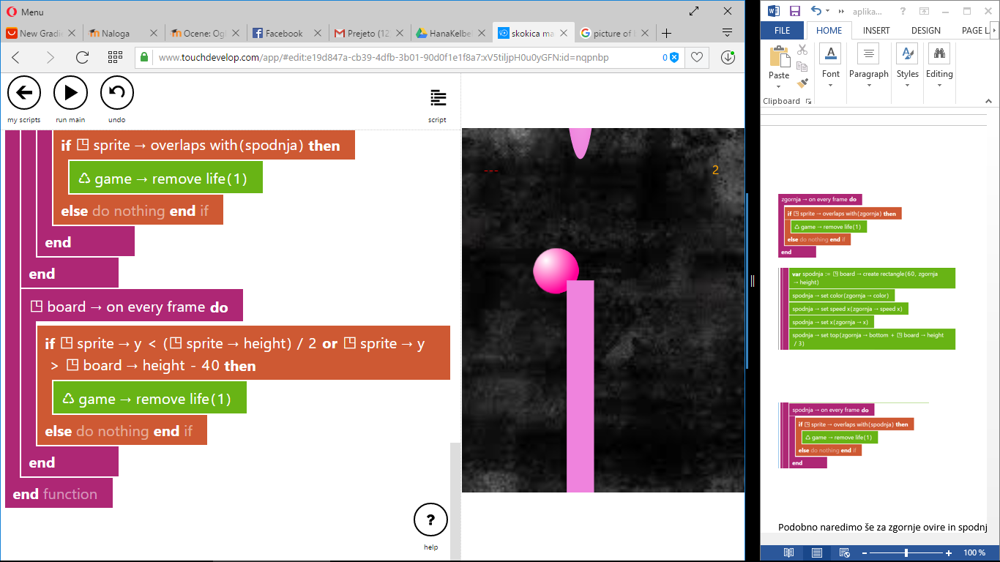 Menu
New Gradi
Naloga
Ocene: Ogl
Facebook
Prejeto (12
HanaKelbe
skokica ma
picture of
www.touchdevelop.com/app/#edit:e19d847a-cb39-4dfb-3b01-90d0f1e1f8a7:xV5tiljpH0u0yGFN:id=nqpnbp
0
my scripts
run main
undo
script
if sprite → overlaps with(spodnja) then
game → remove life(1)
else do nothing end if
end
end
board → on every frame do
if sprite → y < (sprite → height) / 2 or sprite → y
> board → height - 40 then
game → remove life(1)
else do nothing end if
end
end function
help
---
2
aplika...
FILE
HOME
INSERT
DESIGN
PAGE L
Paste
Font
Paragraph
Styles
Editing
Clipboard
zgornja → on every frame do
if sprite → overlaps with(zgornja) then
game → remove life(1)
else do nothing end if
end
var spodnja := board → create rectangle(60, zgornja
→ height)
spodnja → set color(zgornja → color)
spodnja → set speed x(zgornja → speed x)
spodnja → set x(zgornja → x)
spodnja → set top(zgornja → bottom + board → height
/ 3)
spodnja → on every frame do
if sprite → overlaps with(spodnja) then
game → remove life(1)
else do nothing end if
end
Podobno naredimo še za zgornje ovire in spodnj
100 %